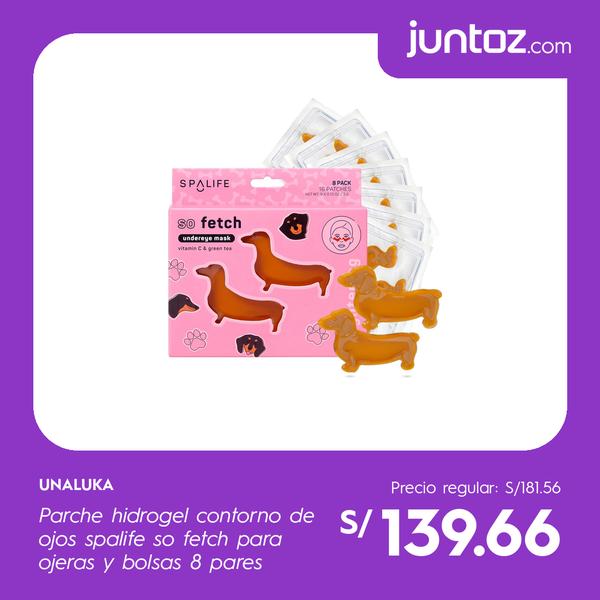 juntoz.com
SPALIFE
8 PACK
16 PATCHES
so fetch
undereye mask
vitamin C & green tea
UNALUKA
Parche hidrogel contorno de
ojos spalife so fetch para
ojeras y bolsas 8 pares
Precio regular: S/181.56
S/139.66